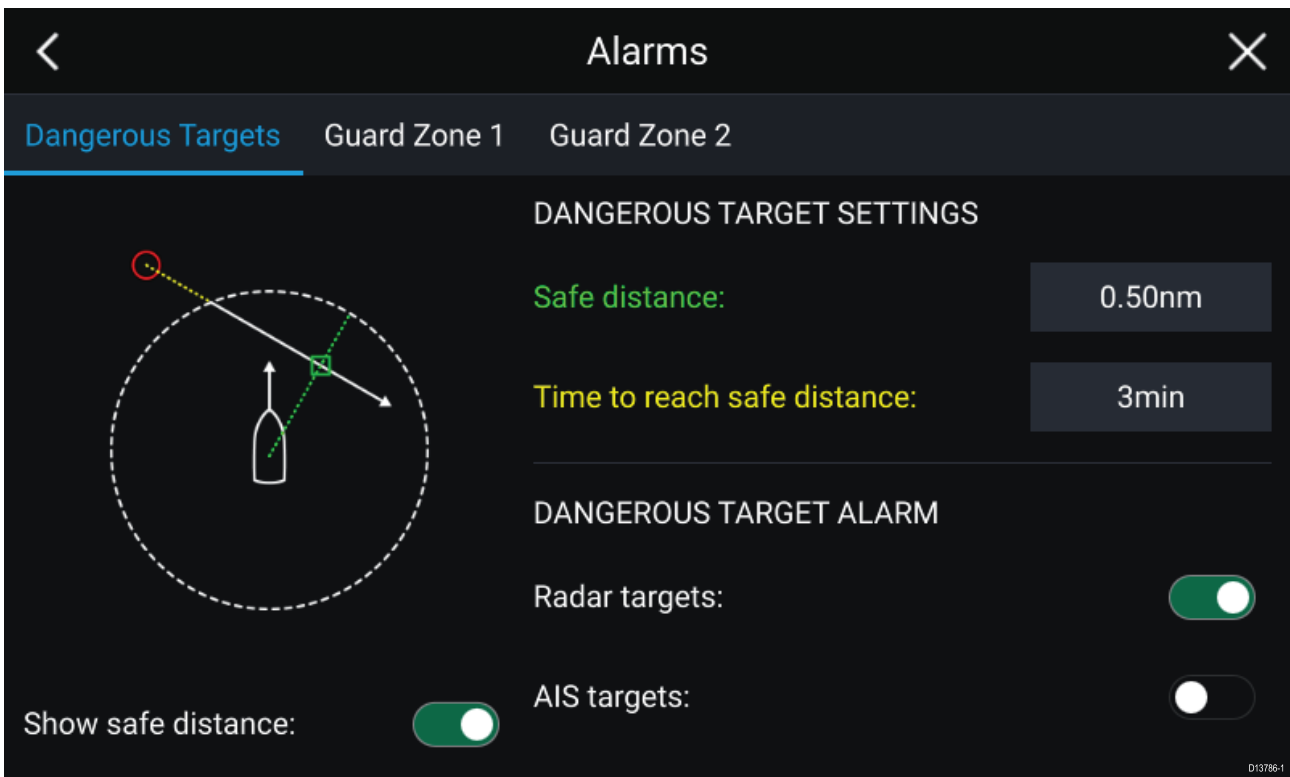 Alarms
Dangerous Targets Guard Zone 1 Guard Zone 2
DANGEROUS TARGET SETTINGS
Safe distance: 0.50nm
Time to reach safe distance: 3min
DANGEROUS TARGET ALARM
Radar targets:
AIS targets:
Show safe distance:
D13786-1